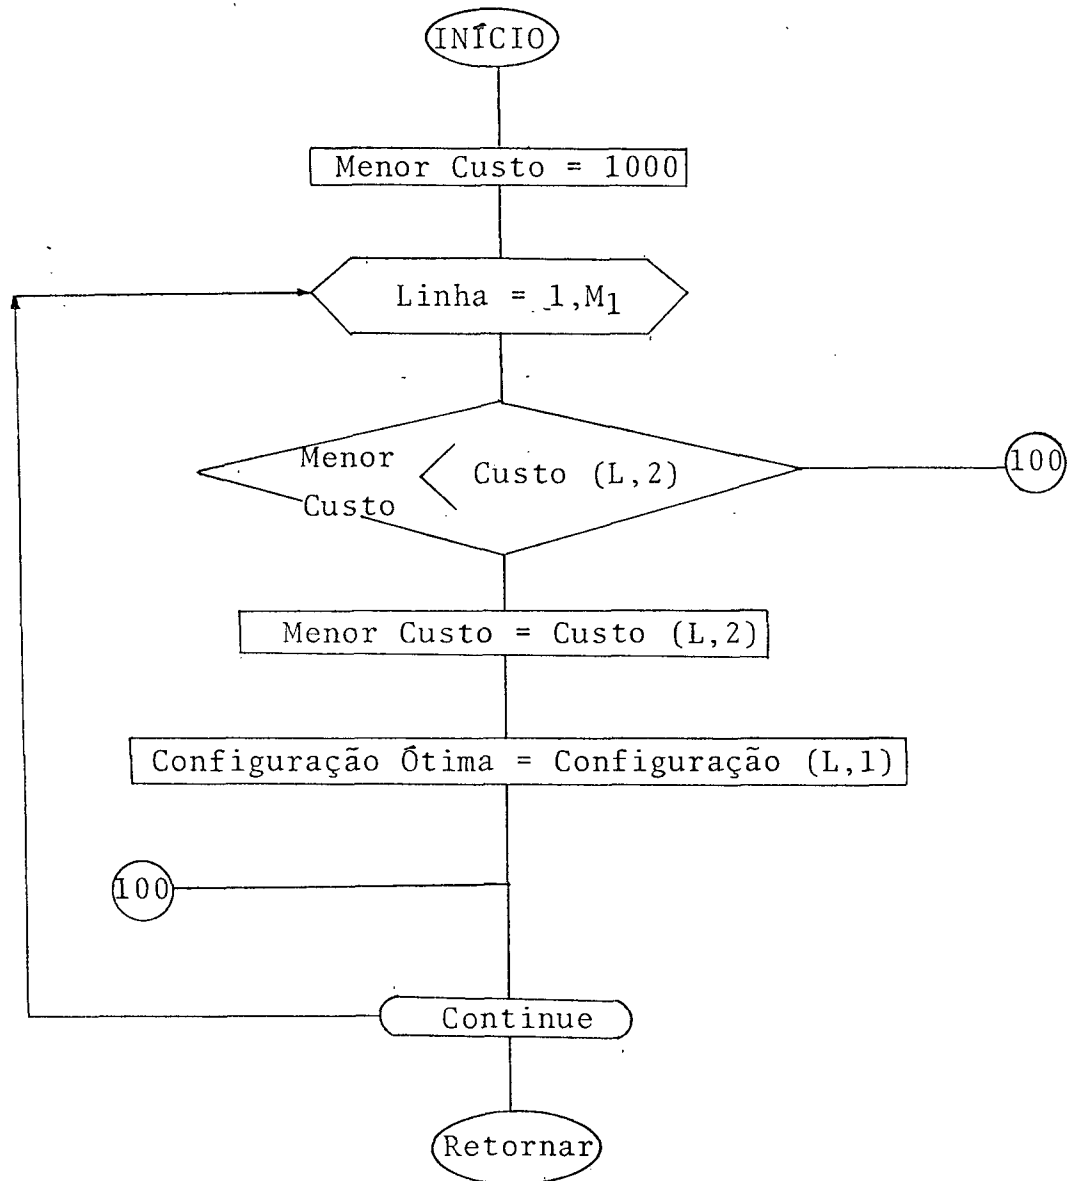 INÍCIO
Menor Custo = 1000
Linha = 1,M1
Menor
Custo
< Custo (L,2)
100
Menor Custo = Custo (L,2)
Configuração Ótima = Configuração (L,1)
100
Continue
Retornar